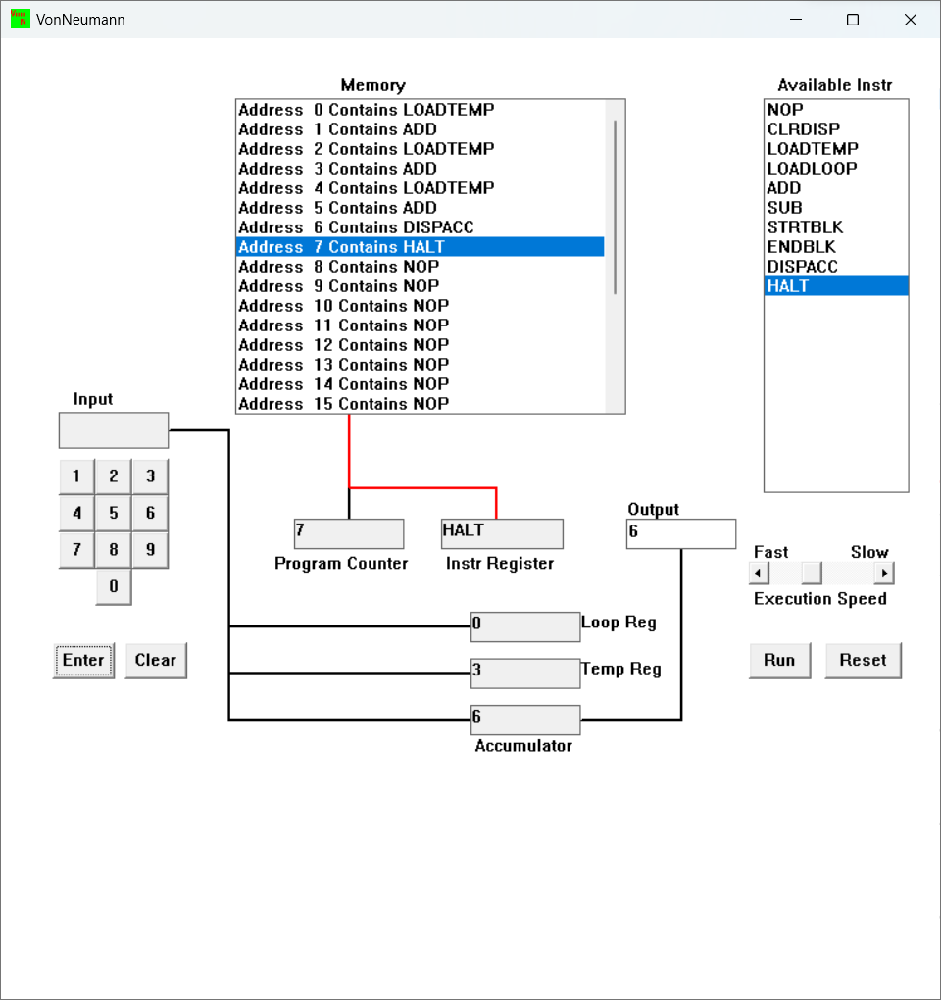 VonNeumann
Memory
Address 0 Contains LOADTEMP
Address 1 Contains ADD
Address 2 Contains LOADTEMP
Address 3 Contains ADD
Address 4 Contains LOADTEMP
Address 5 Contains ADD
Address 6 Contains DISPACC
Address 7 Contains HALT
Address 8 Contains NOP
Address 9 Contains NOP
Address 10 Contains NOP
Address 11 Contains NOP
Address 12 Contains NOP
Address 13 Contains NOP
Address 14 Contains NOP
Address 15 Contains NOP
Available Instr
NOP
CLRDISP
LOADTEMP
LOADLOOP
ADD
SUB
STRTBLK
ENDBLK
DISPACC
HALT
Input
1 2 3
4 5 6
7 8 9
0
Enter Clear
7
Program Counter
HALT
Instr Register
Output
6
Fast Slow
Execution Speed
0 Loop Reg
3 Temp Reg
6
Accumulator
Run Reset